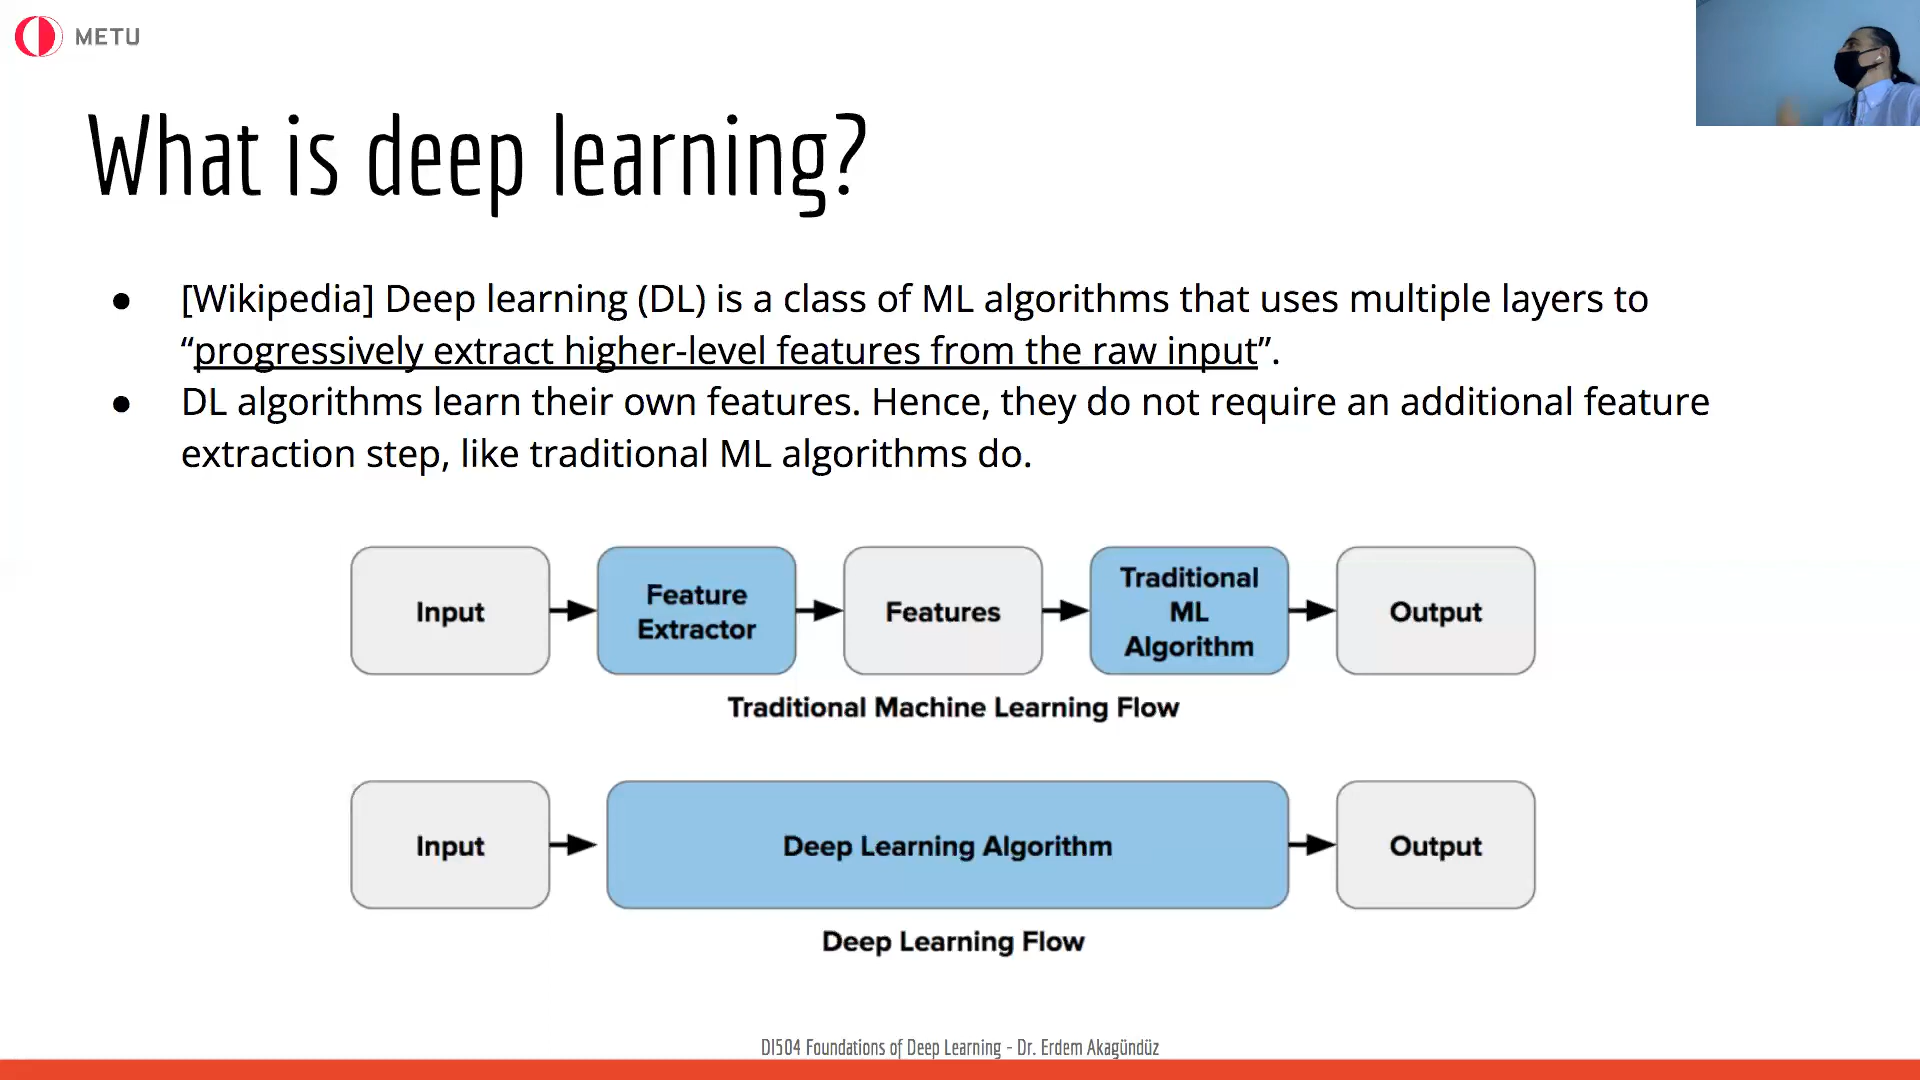 METU
What is deep learning?
● [Wikipedia] Deep learning (DL) is a class of ML algorithms that uses multiple layers to
“progressively extract higher-level features from the raw input”.
● DL algorithms learn their own features. Hence, they do not require an additional feature
extraction step, like traditional ML algorithms do.
Input
Feature
Extractor
Features
Traditional
ML
Algorithm
Output
Traditional Machine Learning Flow
Input
Deep Learning Algorithm
Output
Deep Learning Flow
DI504 Foundations of Deep Learning - Dr. Erdem Akagündüz